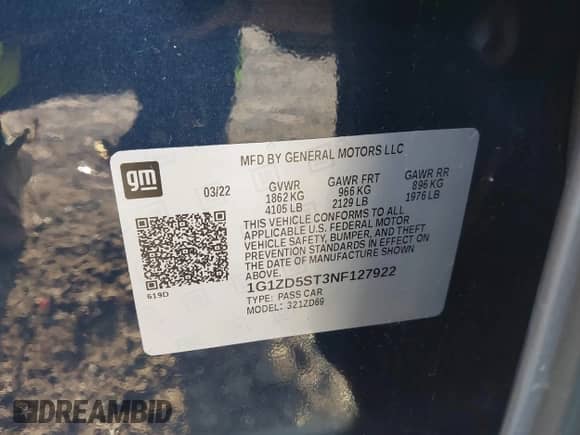 gm
MFD BY GENERAL MOTORS LLC
03/22
GVWR GAWR FRT GAWR RR
1862 KG 966 KG 896 KG
4105 LB 2129 LB 1976 LB
THIS VEHICLE CONFORMS TO ALL
APPLICABLE U.S. FEDERAL MOTOR
VEHICLE SAFETY, BUMPER, AND THEFT
PREVENTION STANDARDS IN EFFECT ON
THE DATE OF MANUFACTURE SHOWN
ABOVE.
619D
1G1ZD5ST3NF127922
TYPE: PASS CAR
MODEL: 321ZD69
DREAMBID